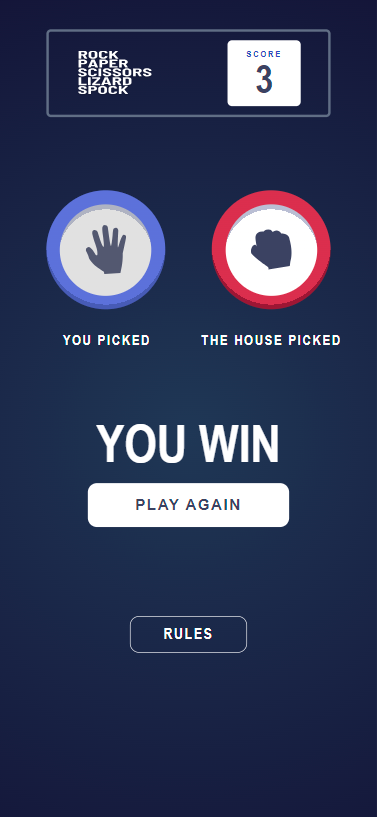 ROCK
PAPER
SCISSORS
LIZARD
SPOCK
SCORE
3
YOU PICKED
THE HOUSE PICKED
YOU WIN
PLAY AGAIN
RULES